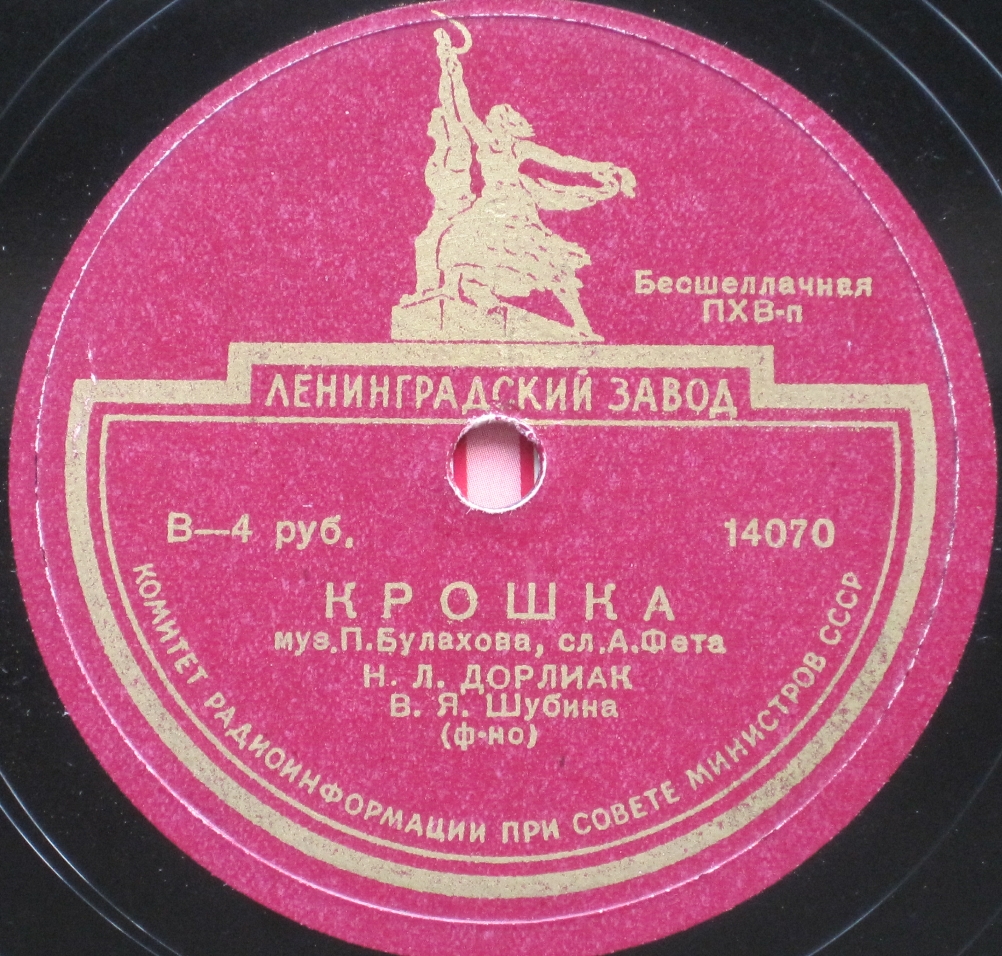 Бесшеллачная
ПХВ-п
ЛЕНИНГРАДСКИЙ ЗАВОД
В—4 руб.
14070
КРОШКА
муз.П.Булахова, сл.А.Фета
Н. Л. ДОРЛИАК
В. Я. Шубина
(ф-но)
КОМИТЕТ РАДИОИНФОРМАЦИИ ПРИ СОВЕТЕ МИНИСТРОВ СССР